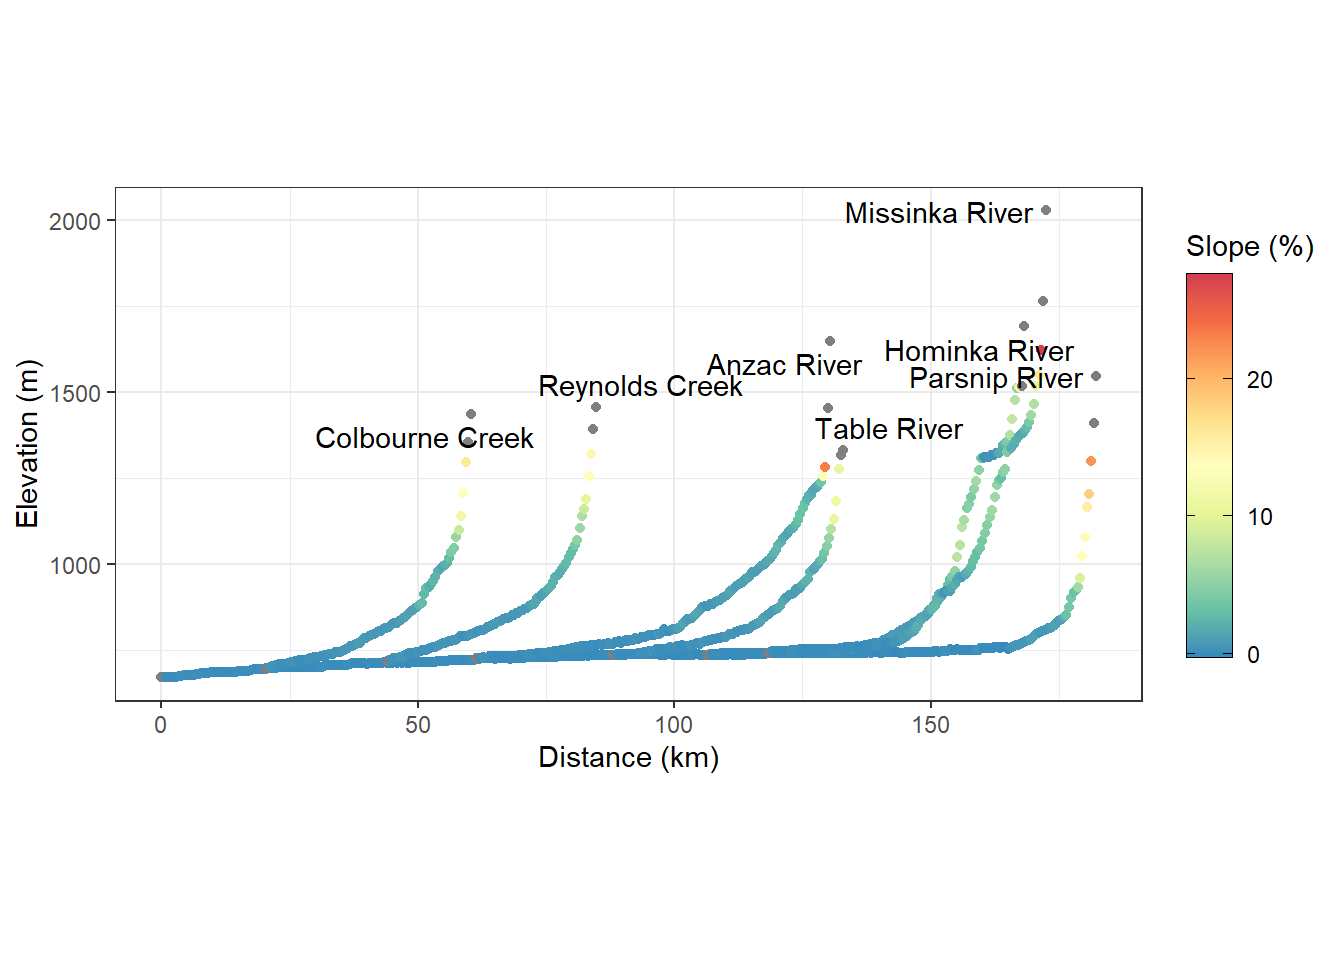 Missinka River
2000
Slope (%)
Hominka River
Anzac River
Parsnip River
20
Reynolds Creek
1500
Table River
Colbourne Creek
10
Elevation (m)
1000
0
0
50
100
150
Distance (km)